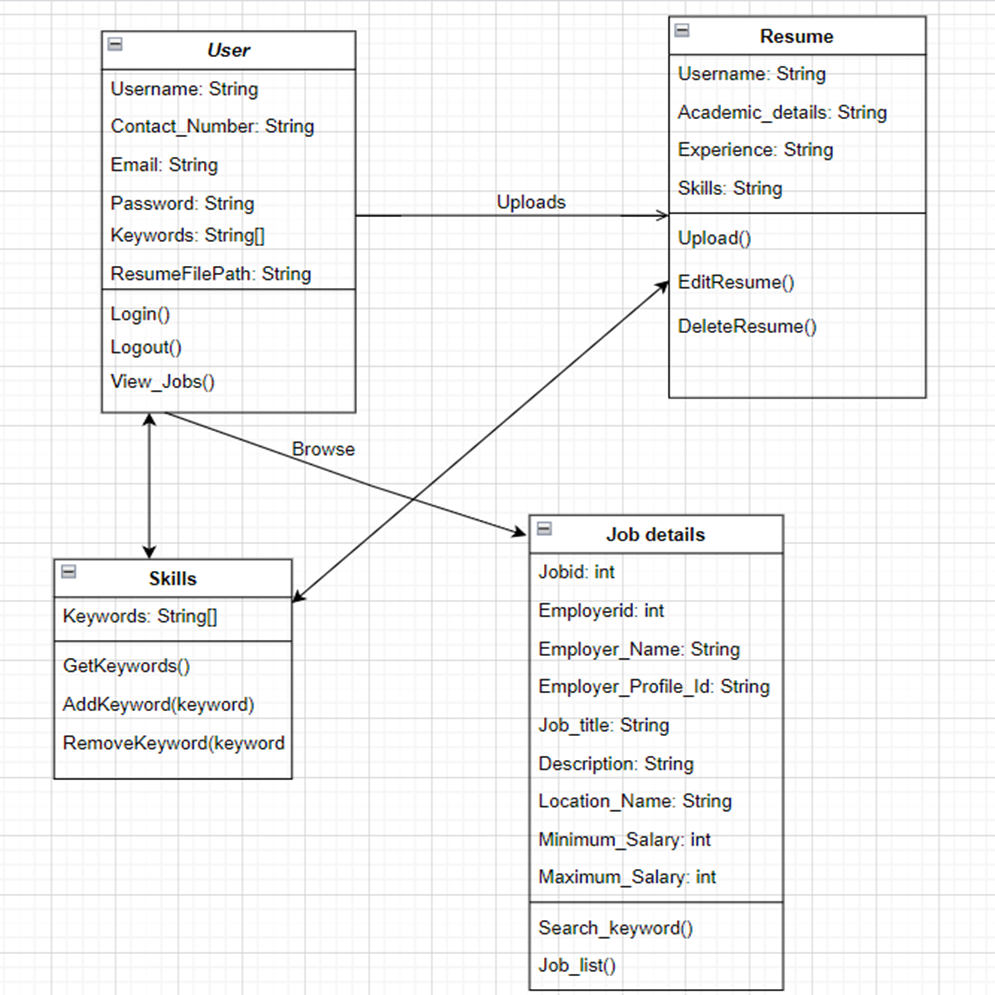 User
Username: String
Contact_Number: String
Email: String
Password: String
Keywords: String[]
ResumeFilePath: String
Login()
Logout()
View_Jobs()
Uploads
Resume
Username: String
Academic_details: String
Experience: String
Skills: String
Upload()
EditResume()
DeleteResume()
Browse
Skills
Keywords: String[]
GetKeywords()
AddKeyword(keyword)
RemoveKeyword(keyword
Job details
Jobid: int
Employerid: int
Employer_Name: String
Employer_Profile_Id: String
Job_title: String
Description: String
Location_Name: String
Minimum_Salary: int
Maximum_Salary: int
Search_keyword()
Job_list()